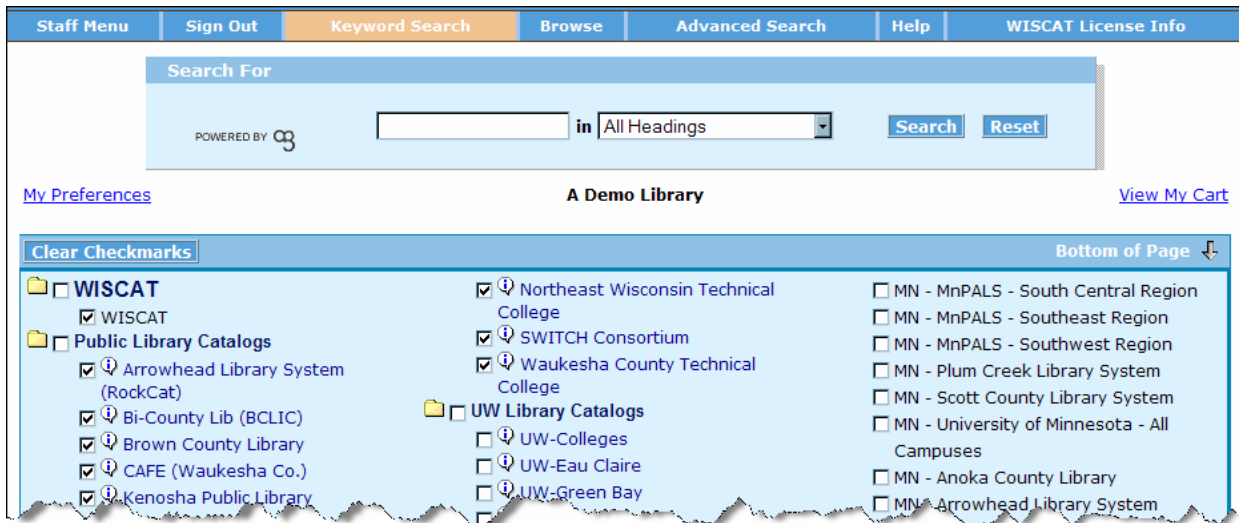 Staff Menu Sign Out Keyword Search Browse Advanced Search Help WISCAT License Info
Search For
POWERED BY in All Headings Search Reset
My Preferences A Demo Library View My Cart
Clear Checkmarks Bottom of Page
WISCAT
WISCAT
Public Library Catalogs
Arrowhead Library System
(RockCat)
Bi-County Lib (BCLIC)
Brown County Library
CAFE (Waukesha Co.)
Kenosha Public Library
Northeast Wisconsin Technical
College
SWITCH Consortium
Waukesha County Technical
College
UW Library Catalogs
UW-Colleges
UW-Eau Claire
UW-Green Bay
MN - MnPALS - South Central Region
MN - MnPALS - Southeast Region
MN - MnPALS - Southwest Region
MN - Plum Creek Library System
MN - Scott County Library System
MN - University of Minnesota - All
Campuses
MN - Anoka County Library
MN - Arrowhead Library System